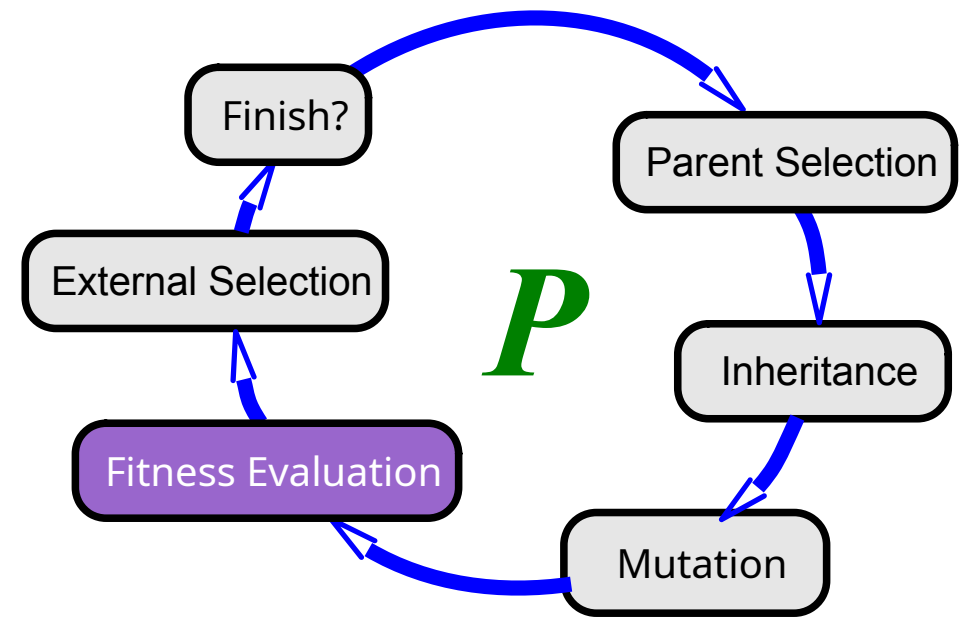 Finish?
Parent Selection
External Selection
P
Inheritance
Fitness Evaluation
Mutation